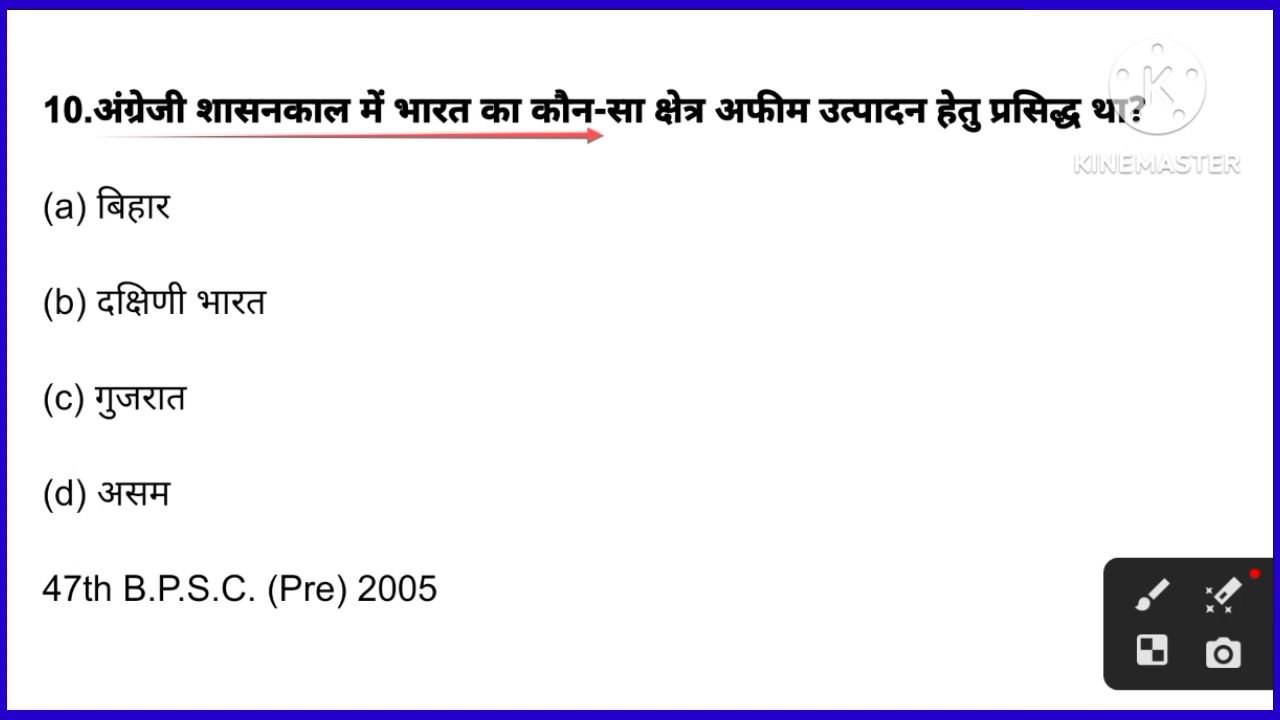 10.अंग्रेजी शासनकाल में भारत का कौन-सा क्षेत्र अफीम उत्पादन हेतु प्रसिद्ध था?
KINEMASTER
(a) बिहार
(b) दक्षिणी भारत
(c) गुजरात
(d) असम
47th B.P.S.C. (Pre) 2005